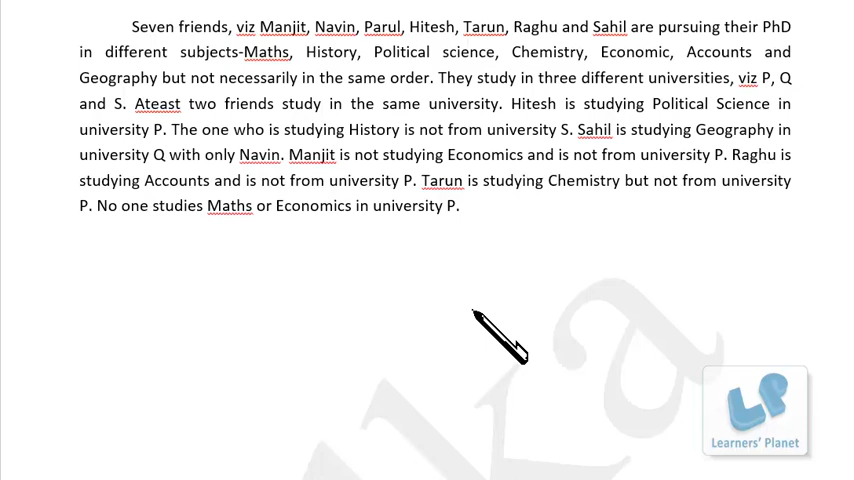 Seven friends, viz Manjit, Navin, Parul, Hitesh, Tarun, Raghu and Sahil are pursuing their PhD
in different subjects-Maths, History, Political science, Chemistry, Economic, Accounts and
Geography but not necessarily in the same order. They study in three different universities, viz P, Q
and S. Ateast two friends study in the same university. Hitesh is studying Political Science in
university P. The one who is studying History is not from university S. Sahil is studying Geography in
university Q with only Navin. Manjit is not studying Economics and is not from university P. Raghu is
studying Accounts and is not from university P. Tarun is studying Chemistry but not from university
P. No one studies Maths or Economics in university P.
ka
LP
Learners' Planet